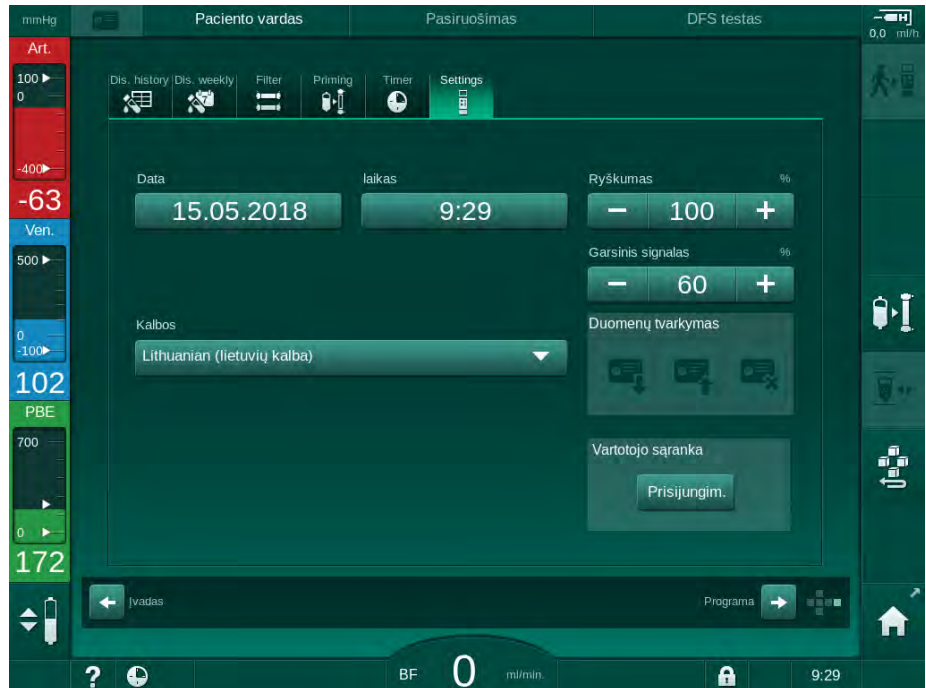 mmHg
Paciento vardas
Pasiruošimas
DFS testas
0,0 ml/h
Art.
100
0
-400
-63
Ven.
500
0
-100
102
PBE
700
0
172
Dis. history
Dis. weekly
Filter
Priming
Timer
Settings
Data
laikas
Ryškumas %
15.05.2018
9:29
− 100 +
Garsinis signalas %
− 60 +
Kalbos
Duomenų tvarkymas
Lithuanian (lietuvių kalba)
Vartotojo sąranka
Prisijungim.
Įvadas
Programa
? BF 0 ml/min. 9:29